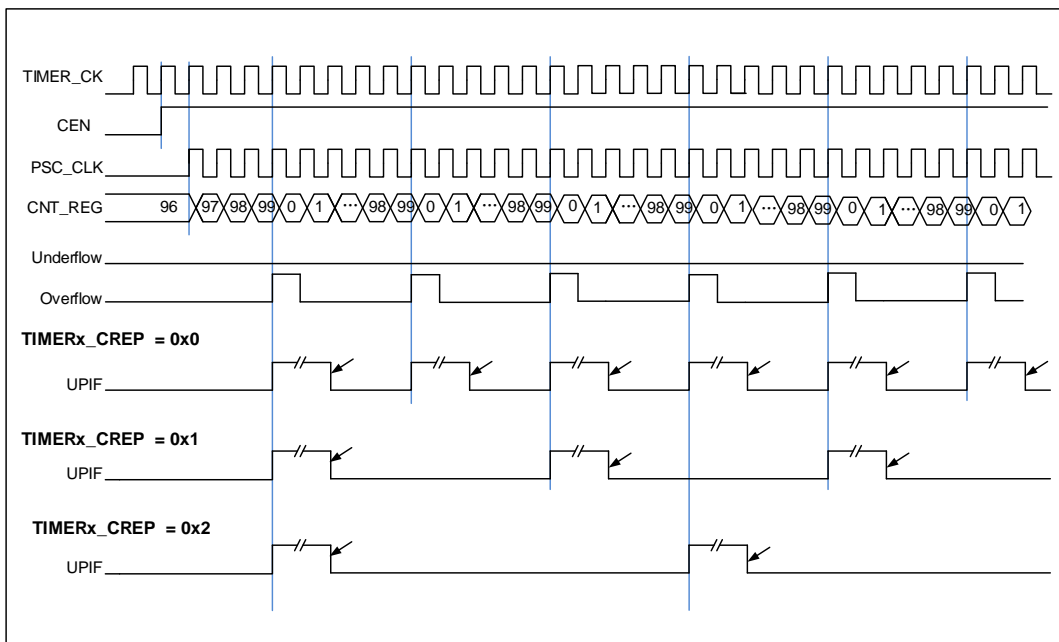 TIMER_CK
CEN
PSC_CLK
CNT_REG 96 97 98 99 0 1 ... 98 99 0 1 ... 98 99 0 1 ... 98 99 0 1 ... 98 99 0 1 ... 98 99 0 1
Underflow
Overflow
TIMERx_CREP = 0x0
UPIF
TIMERx_CREP = 0x1
UPIF
TIMERx_CREP = 0x2
UPIF